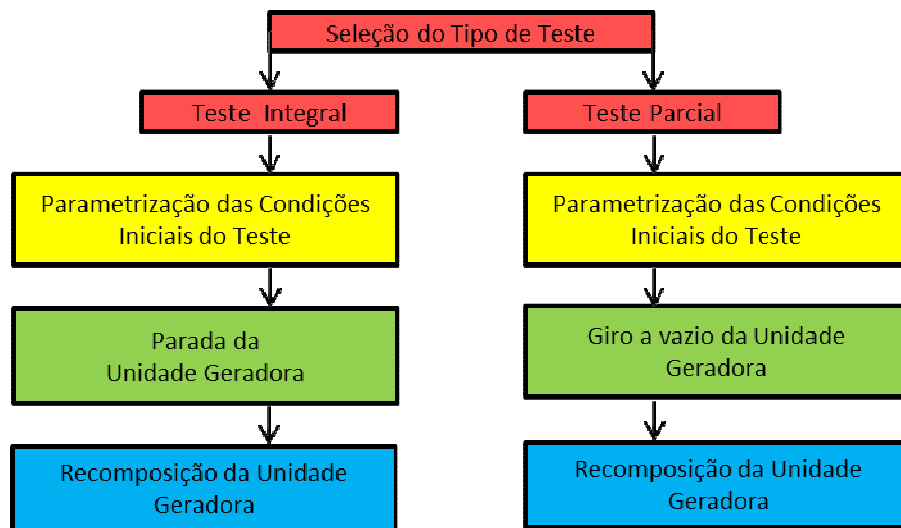 Seleção do Tipo de Teste
Teste Integral
Teste Parcial
Parametrização das Condições
Iniciais do Teste
Parametrização das Condições
Iniciais do Teste
Parada da
Unidade Geradora
Giro a vazio da Unidade
Geradora
Recomposição da Unidade
Geradora
Recomposição da Unidade
Geradora